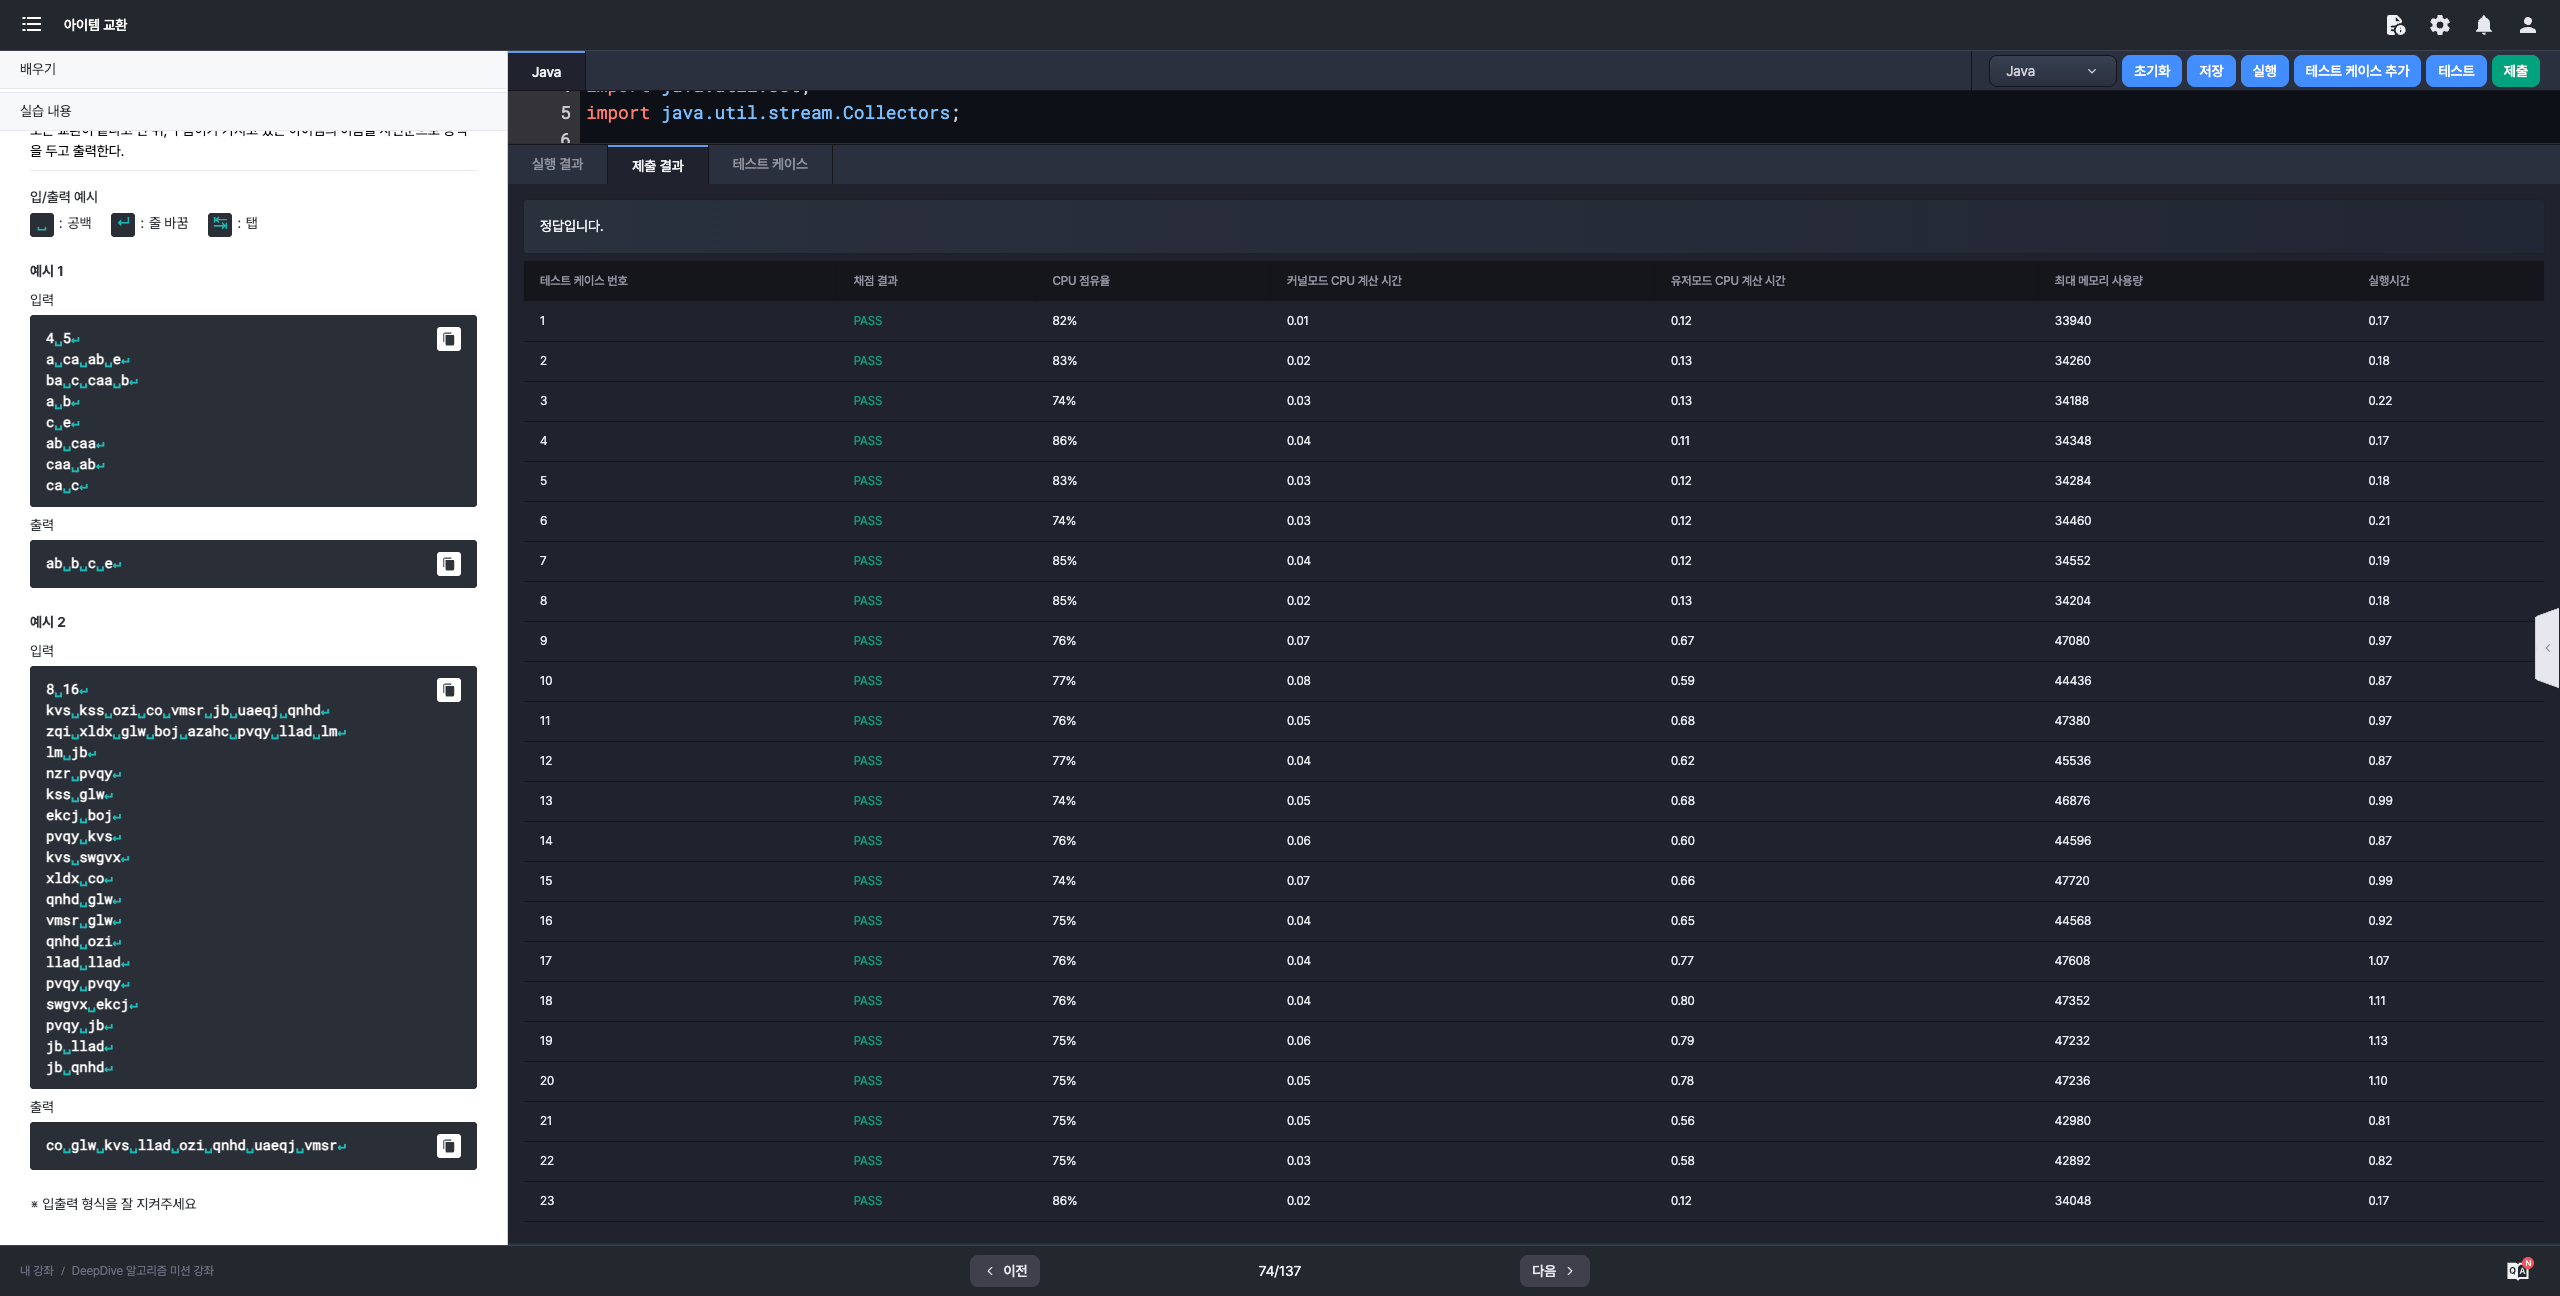 아이템 교환
배우기
실습 내용
을 두고 출력한다.
입/출력 예시
␣ : 공백 ↵ : 줄 바꿈 ↹ : 탭
예시 1
입력
4␣5↵
a␣ca␣ab␣e↵
ba␣c␣caa␣b↵
a␣b↵
c␣e↵
ab␣caa↵
caa␣ab↵
ca␣c↵
출력
ab␣b␣c␣e↵
예시 2
입력
8␣16↵
kvs␣kss␣ozi␣co␣vmsr␣jb␣uaeqj␣qnhd↵
zqi␣xldx␣glw␣boj␣azahc␣pvqy␣llad␣lm↵
lm␣jb↵
nzr␣pvqy↵
kss␣glw↵
ekcj␣boj↵
pvqy␣kvs↵
kvs␣swgvx↵
xldx␣co↵
qnhd␣glw↵
vmsr␣glw↵
qnhd␣ozi↵
llad␣llad↵
pvqy␣pvqy↵
swgvx␣ekcj↵
pvqy␣jb↵
jb␣llad↵
jb␣qnhd↵
출력
co␣glw␣kvs␣llad␣ozi␣qnhd␣uaeqj␣vmsr↵
※ 입출력 형식을 잘 지켜주세요
Java
Java 초기화 저장 실행 테스트 케이스 추가 테스트 제출
5 import java.util.stream.Collectors;
6
실행 결과 제출 결과 테스트 케이스
정답입니다.
테스트 케이스 번호 채점 결과 CPU 점유율 커널모드 CPU 계산 시간 유저모드 CPU 계산 시간 최대 메모리 사용량 실행시간
1 PASS 82% 0.01 0.12 33940 0.17
2 PASS 83% 0.02 0.13 34260 0.18
3 PASS 74% 0.03 0.13 34188 0.22
4 PASS 86% 0.04 0.11 34348 0.17
5 PASS 83% 0.03 0.12 34284 0.18
6 PASS 74% 0.03 0.12 34460 0.21
7 PASS 85% 0.04 0.12 34552 0.19
8 PASS 85% 0.02 0.13 34204 0.18
9 PASS 76% 0.07 0.67 47080 0.97
10 PASS 77% 0.08 0.59 44436 0.87
11 PASS 76% 0.05 0.68 47380 0.97
12 PASS 77% 0.04 0.62 45536 0.87
13 PASS 74% 0.05 0.68 46876 0.99
14 PASS 76% 0.06 0.60 44596 0.87
15 PASS 74% 0.07 0.66 47720 0.99
16 PASS 75% 0.04 0.65 44568 0.92
17 PASS 76% 0.04 0.77 47608 1.07
18 PASS 76% 0.04 0.80 47352 1.11
19 PASS 75% 0.06 0.79 47232 1.13
20 PASS 75% 0.05 0.78 47236 1.10
21 PASS 75% 0.05 0.56 42980 0.81
22 PASS 75% 0.03 0.58 42892 0.82
23 PASS 86% 0.02 0.12 34048 0.17
내 강좌 / DeepDive 알고리즘 미션 강좌
이전 74/137 다음
QA N